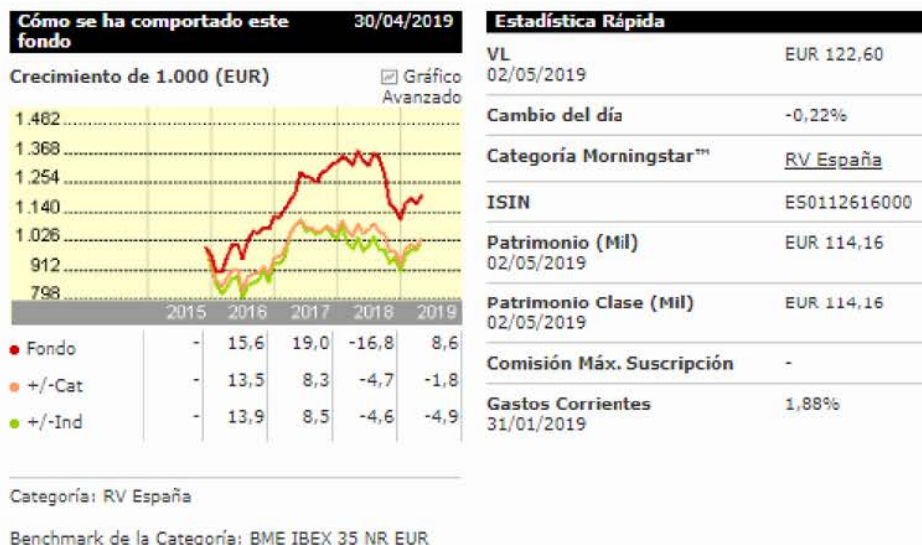 Cómo se ha comportado este fondo
30/04/2019
Crecimiento de 1.000 (EUR)
Gráfico Avanzado
1.482
1.368
1.254
1.140
1.026
912
798
2015 2016 2017 2018 2019
Fondo - 15,6 19,0 -16,8 8,6
+/-Cat - 13,5 8,3 -4,7 -1,8
+/-Ind - 13,9 8,5 -4,6 -4,9
Categoría: RV España
Benchmark de la Categoría: BME IBEX 35 NR EUR
Estadística Rápida
VL EUR 122,60
02/05/2019
Cambio del día -0,22%
Categoría Morningstar™ RV España
ISIN ES0112616000
Patrimonio (Mil) EUR 114,16
02/05/2019
Patrimonio Clase (Mil) EUR 114,16
02/05/2019
Comisión Máx. Suscripción -
Gastos Corrientes 1,88%
31/01/2019